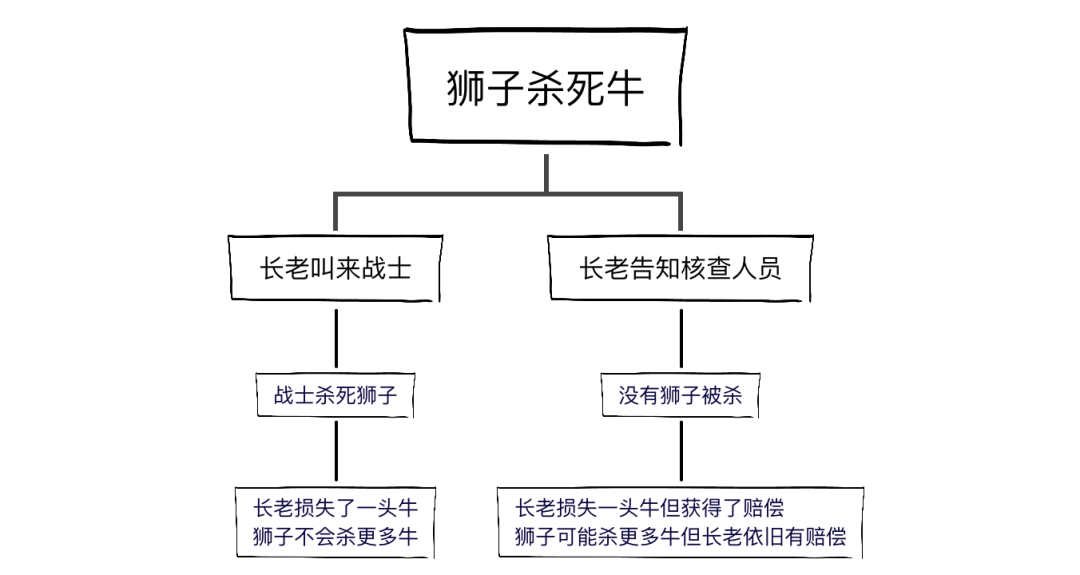 狮子杀死牛
长老叫来战士
长老告知核查人员
战士杀死狮子
没有狮子被杀
长老损失了一头牛
狮子不会杀更多牛
长老损失一头牛但获得了赔偿
狮子可能杀更多牛但长老依旧有赔偿